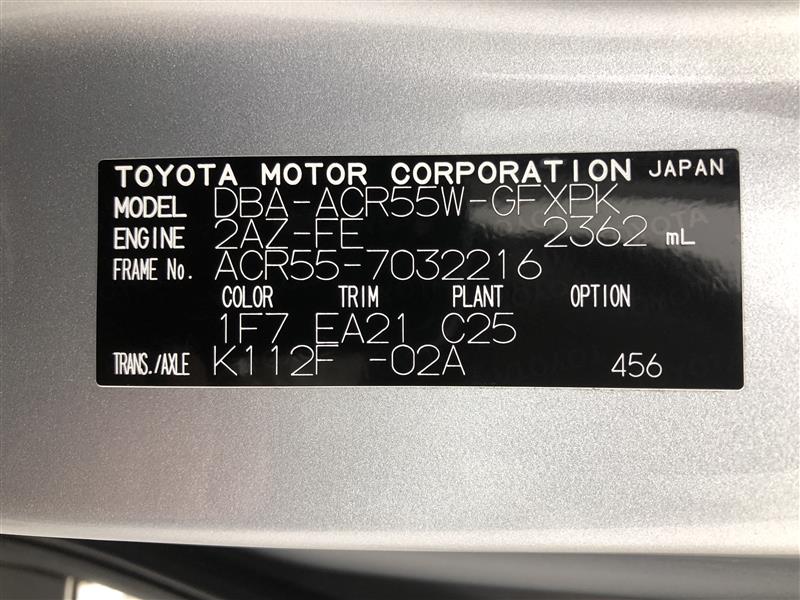 TOYOTA MOTOR CORPORATION JAPAN
MODEL DBA-ACR55W-GFXPK
ENGINE 2AZ-FE 2362 mL
FRAME No. ACR55-7032216
COLOR TRIM PLANT OPTION
1F7 EA21 C25
TRANS./AXLE K112F -02A 456